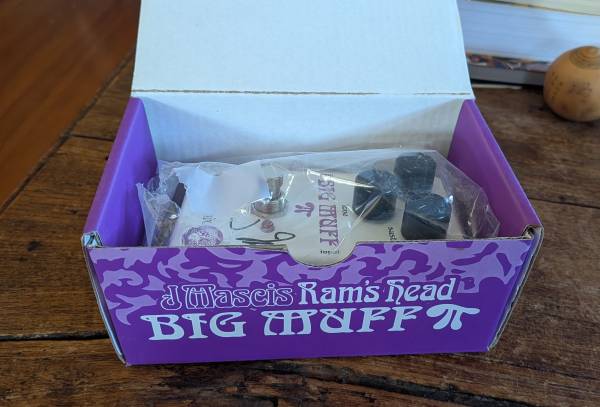 BIG MUFF
π
J Mascis Ram's Head
BIG MUFF π